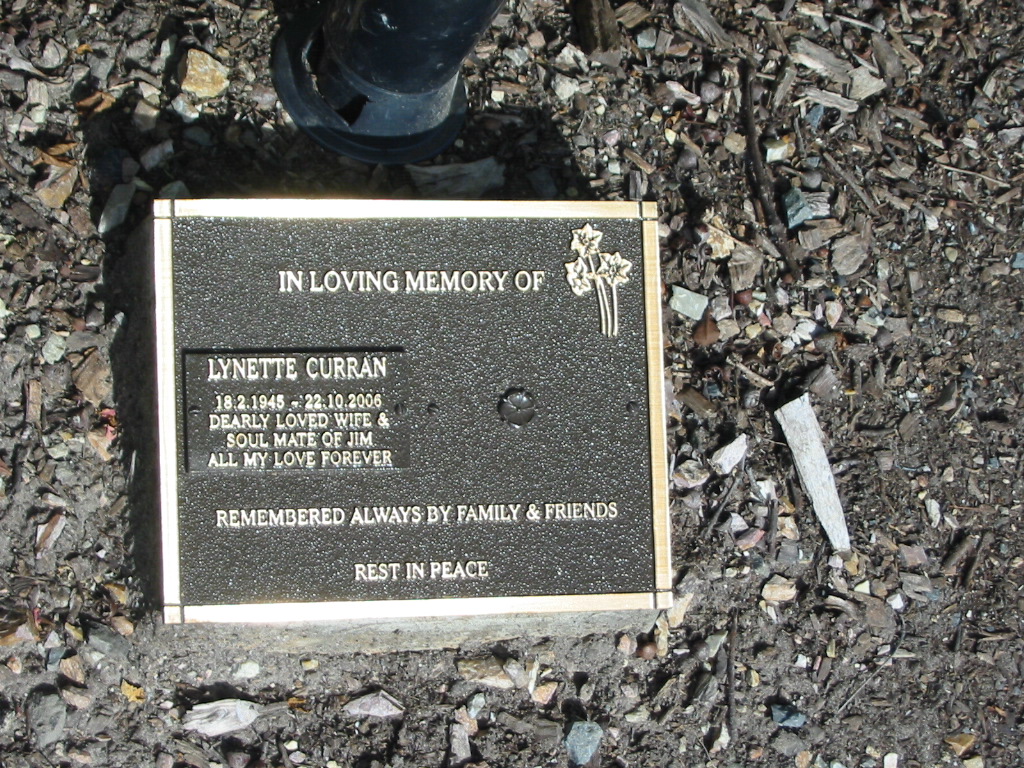 IN LOVING MEMORY OF
LYNETTE CURRAN
18.2.1945 - 22.10.2006
DEARLY LOVED WIFE &
SOUL MATE OF JIM
ALL MY LOVE FOREVER
REMEMBERED ALWAYS BY FAMILY & FRIENDS
REST IN PEACE